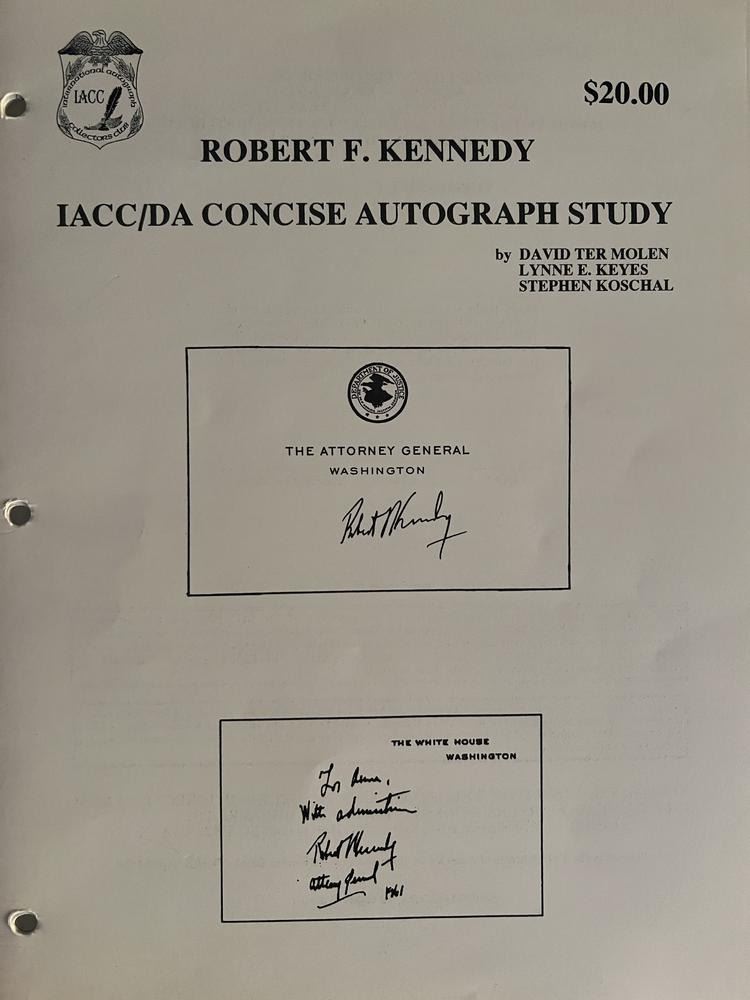 international autograph
IACC
collectors club
$20.00
ROBERT F. KENNEDY
IACC/DA CONCISE AUTOGRAPH STUDY
by DAVID TER MOLEN
LYNNE E. KEYES
STEPHEN KOSCHAL
DEPARTMENT OF JUSTICE
THE ATTORNEY GENERAL
WASHINGTON
Robert Kennedy
THE WHITE HOUSE
WASHINGTON
For
With admiration
Robert Kennedy
Attorney General
1961